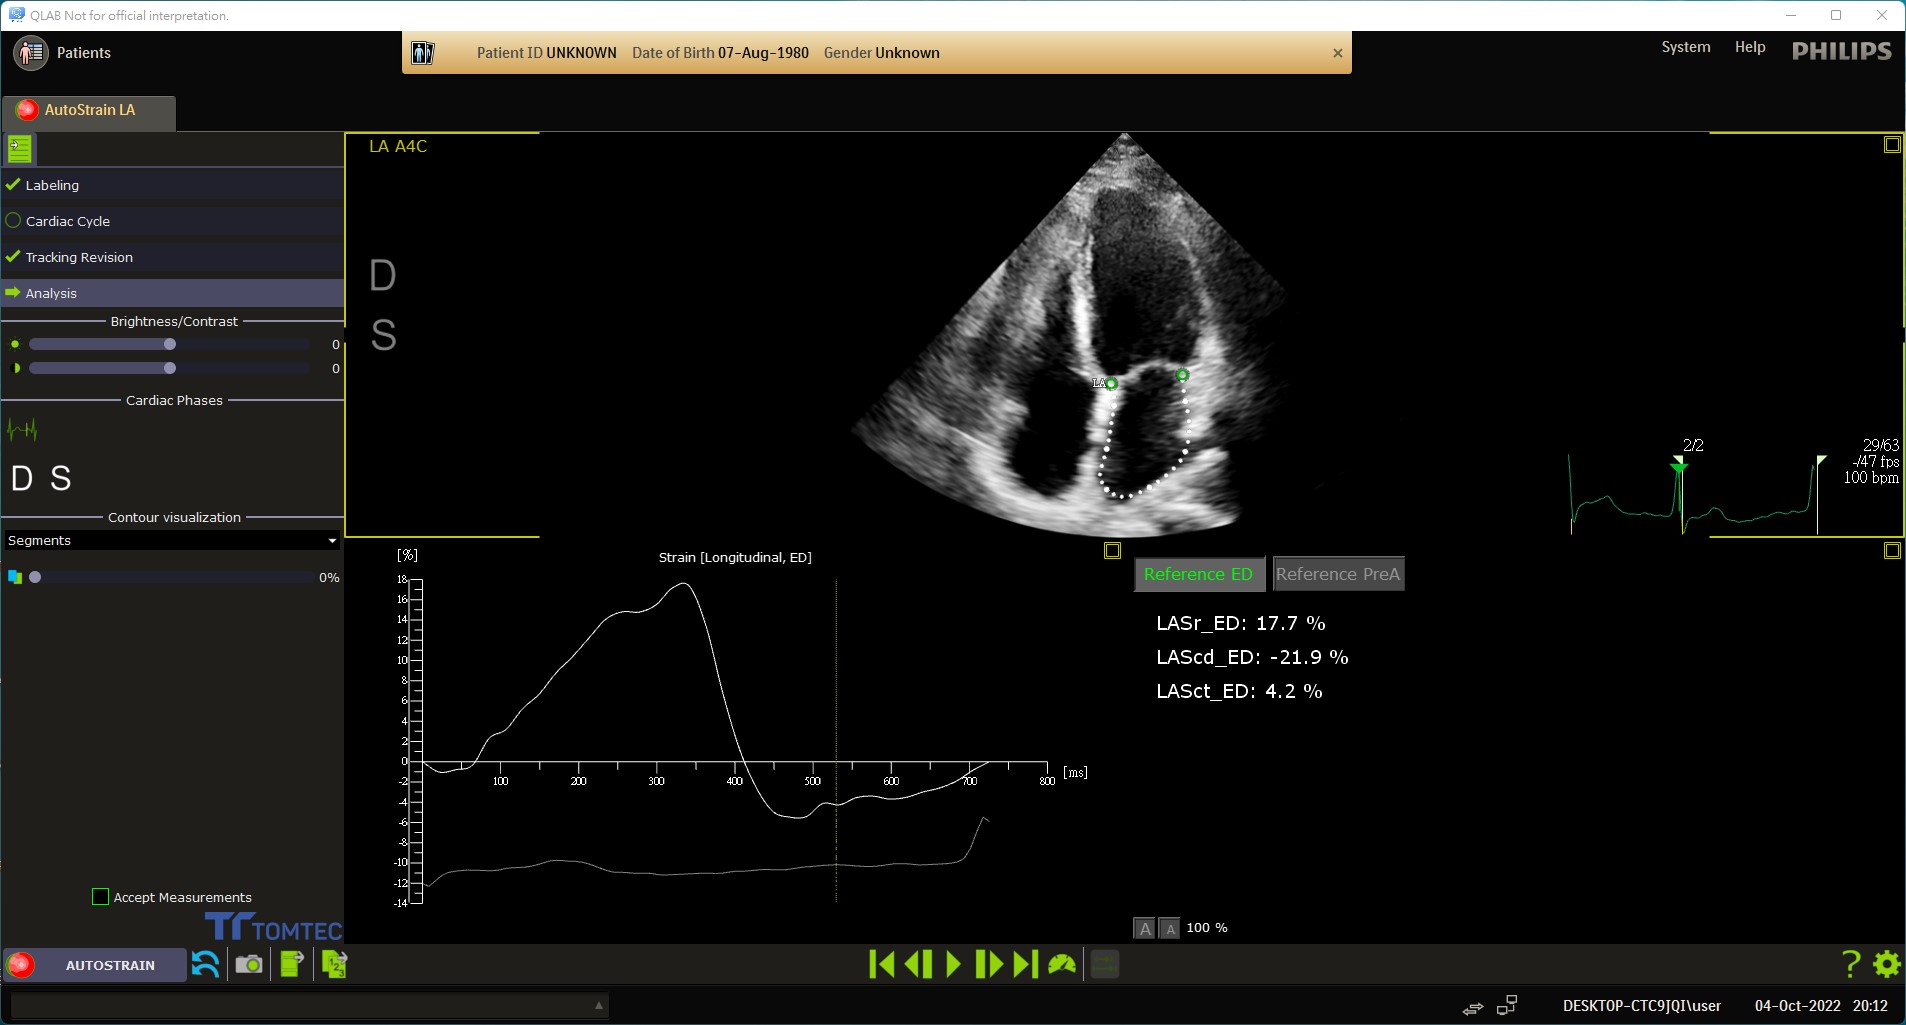 QLAB Not for official interpretation.
Patients
Patient ID UNKNOWN Date of Birth 07-Aug-1980 Gender Unknown
System Help PHILIPS
AutoStrain LA
Labeling
Cardiac Cycle
Tracking Revision
Analysis
Brightness/Contrast
0
0
Cardiac Phases
D S
Contour visualization
Segments
0%
Accept Measurements
TOMTEC
LA A4C
D
S
LA
2/2
29/63
-/47 fps
100 bpm
[%]
Strain [Longitudinal, ED]
18
16
14
12
10
8
6
4
2
0
-2
-4
-6
-8
-10
-12
-14
100 200 300 400 500 600 700 800 [ms]
Reference ED Reference PreA
LASr_ED: 17.7 %
LAScd_ED: -21.9 %
LASct_ED: 4.2 %
A A 100 %
AUTOSTRAIN
1 2 3
?
DESKTOP-CTC9JQI\user 04-Oct-2022 20:12